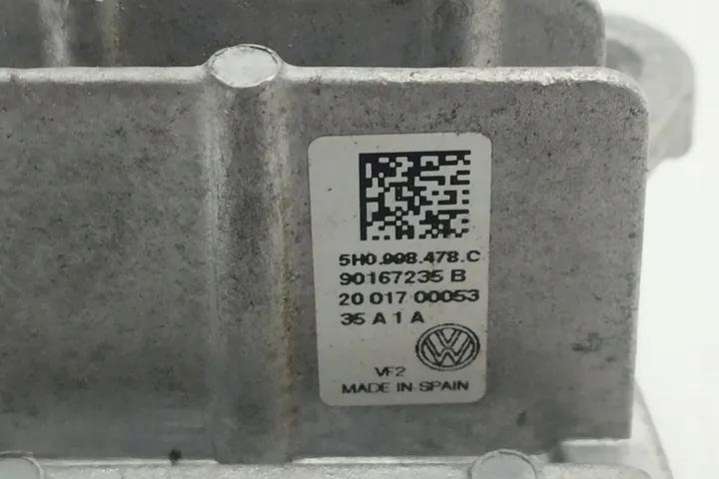 5H0.998.478.C
90167235 B
20 017 00053
35 A 1 A
VF2
MADE IN SPAIN